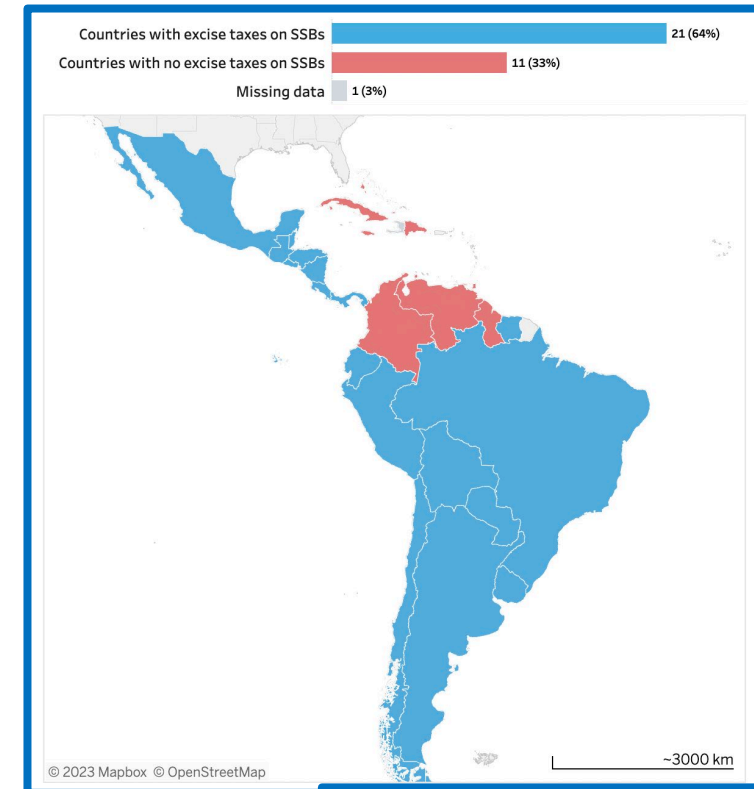 Countries with excise taxes on SSBs 21 (64%)
Countries with no excise taxes on SSBs 11 (33%)
Missing data 1 (3%)
© 2023 Mapbox © OpenStreetMap
~3000 km